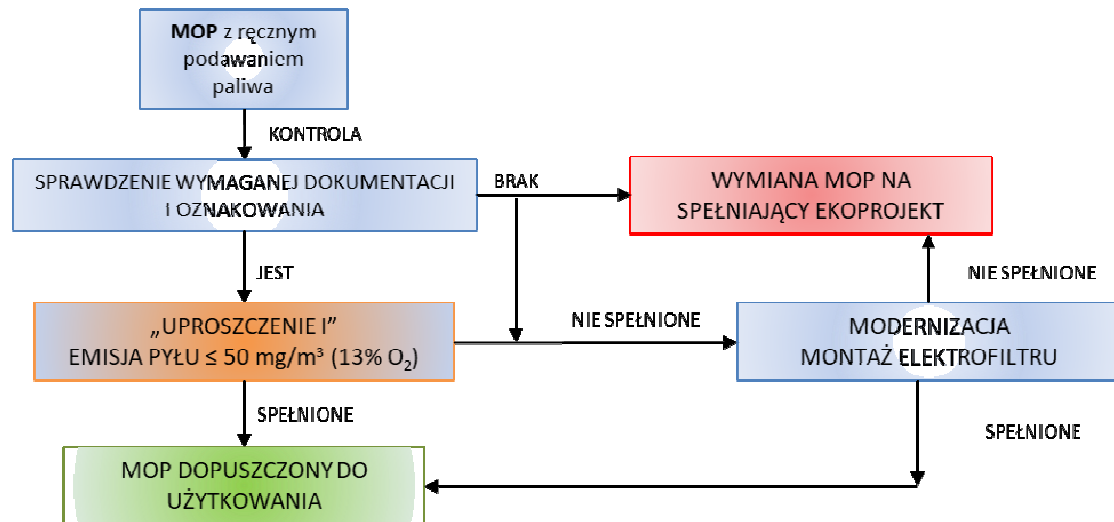 MOP z ręcznym
podawaniem
paliwa
KONTROLA
SPRAWDZENIE WYMAGANEJ DOKUMENTACJI
I OZNAKOWANIA
BRAK
WYMIANA MOP NA
SPEŁNIAJĄCY EKOPROJEKT
JEST
NIE SPEŁNIONE
„UPROSZCZENIE I”
EMISJA PYŁU ≤ 50 mg/m³ (13% O₂)
NIE SPEŁNIONE
MODERNIZACJA
MONTAŻ ELEKTROFILTRU
SPEŁNIONE
SPEŁNIONE
MOP DOPUSZCZONY DO
UŻYTKOWANIA